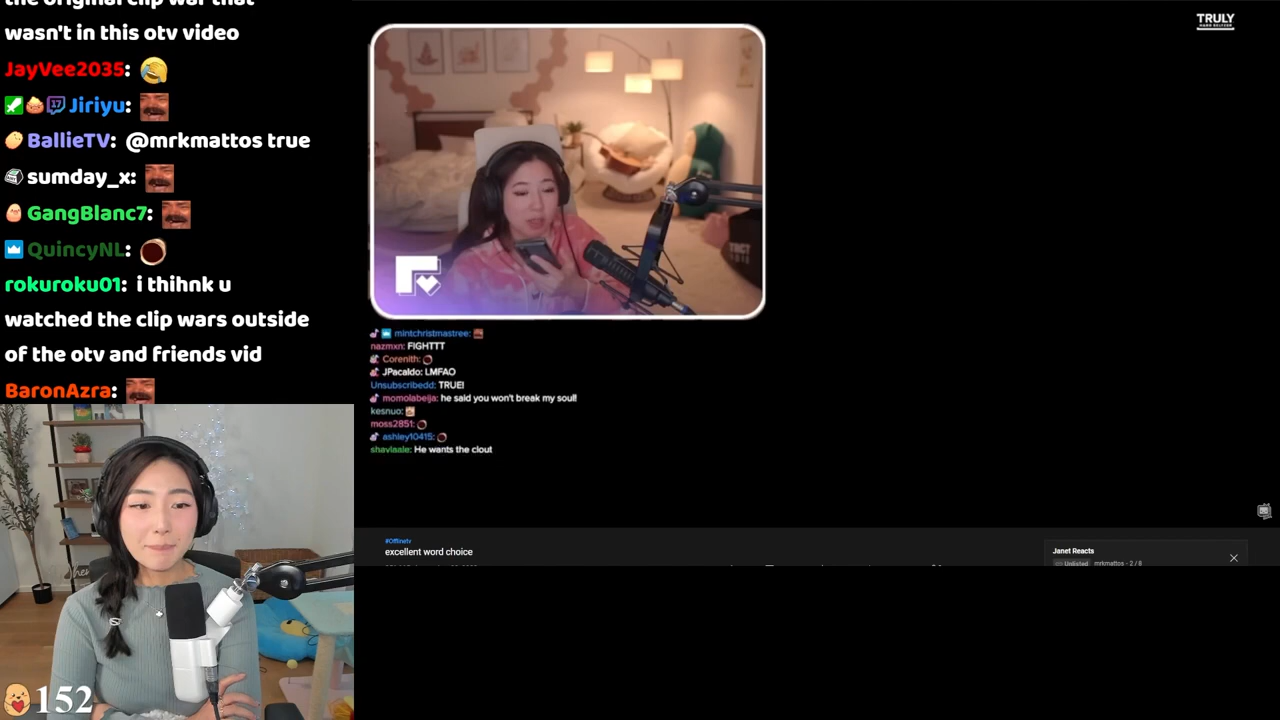 the original clip war that
wasn't in this otv video
JayVee2035:
Jiriyu:
BallieTV: @mrkmattos true
sumday_x:
GangBlanc7:
QuincyNL:
rokuroku01: i thihnk u
watched the clip wars outside
of the otv and friends vid
BaronAzra:
152
TRULY
HARD SELTZER
mintchristmastree:
nazmxn: FIGHTTT
Corenith:
JPacaldo: LMFAO
Unsubscribedd: TRUE!
momolabeija: he said you won't break my soul!
kesnuo:
moss2851:
ashley10415:
shavlaale: He wants the clout
#Offlinetv
excellent word choice
Janet Reacts
Unlisted mrkmattos - 2 / 8